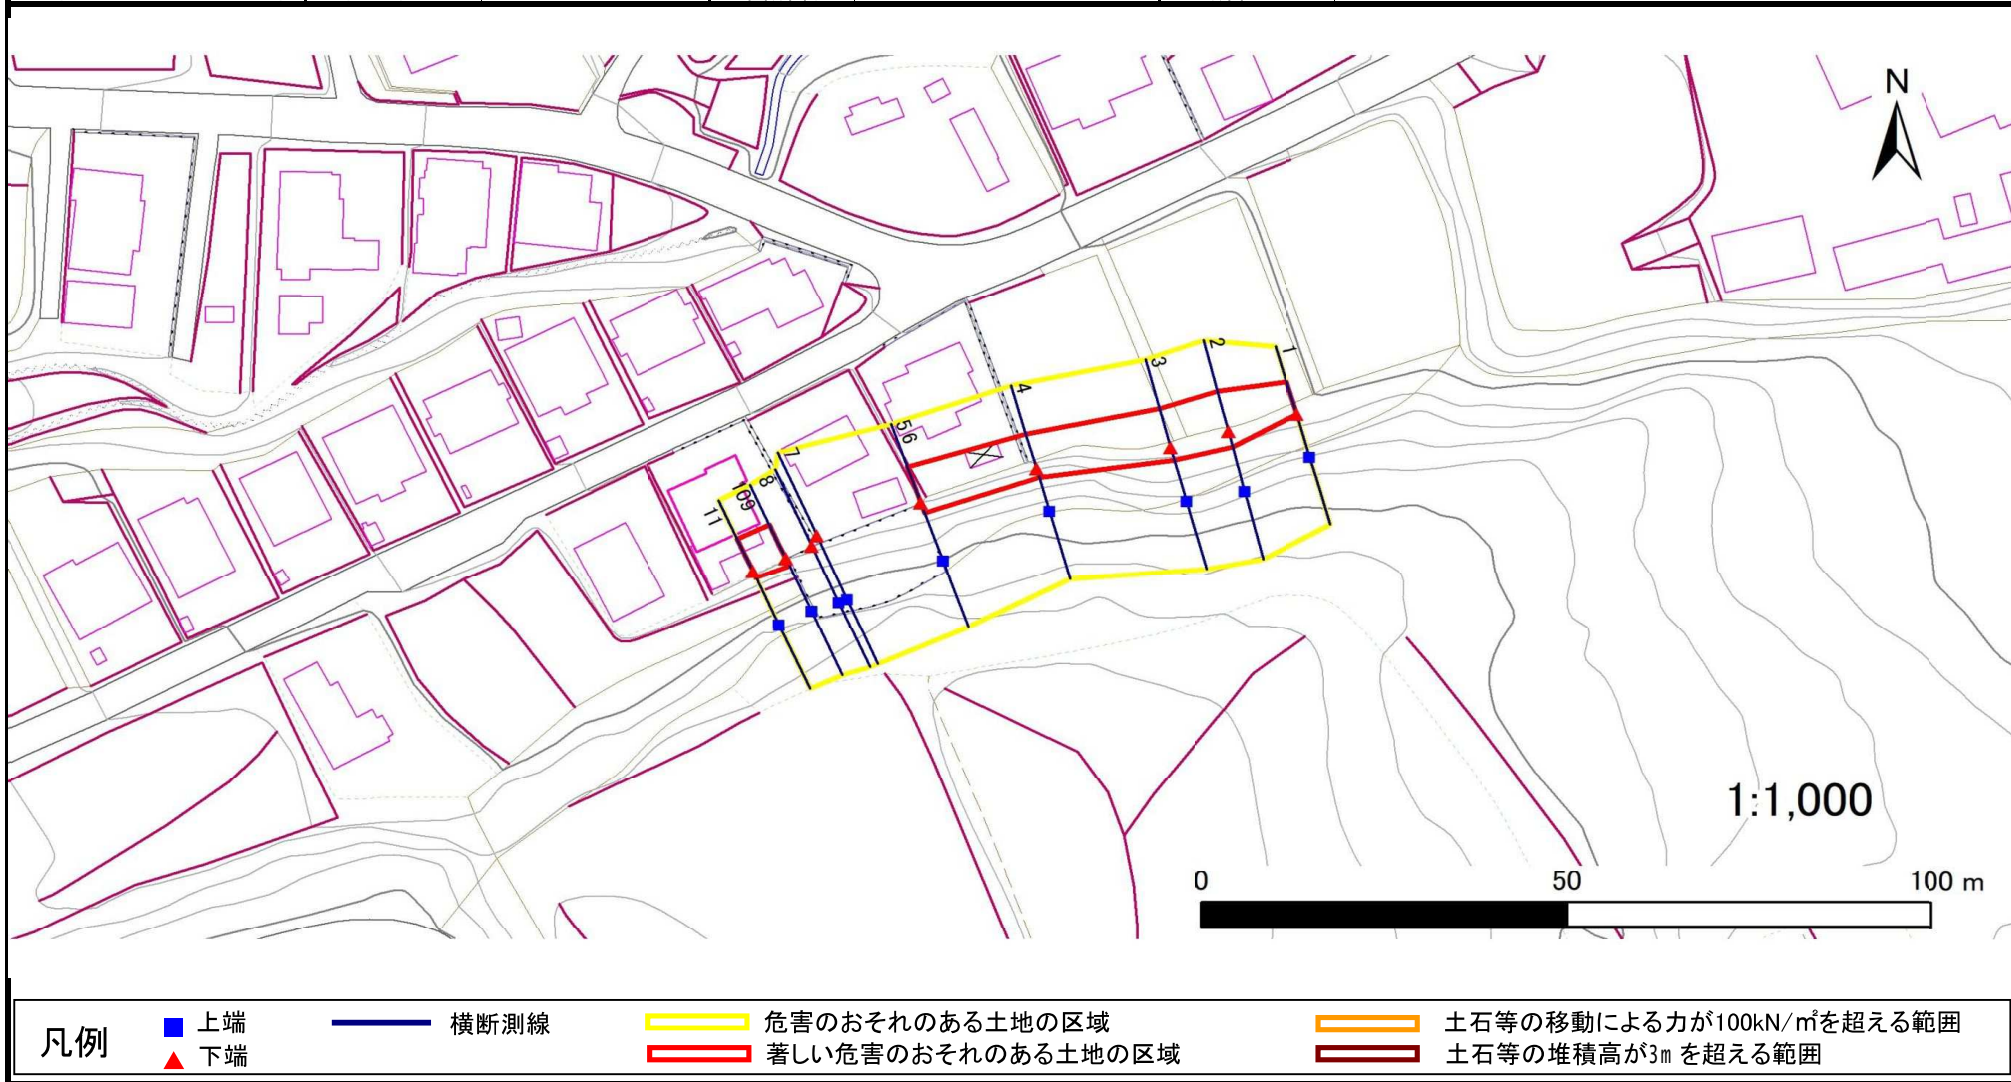 N
1
2
3
4
5
6
7
8
9
10
11
1:1,000
0 50 100 m
凡例
上端
下端
横断測線
危害のおそれのある土地の区域
著しい危害のおそれのある土地の区域
土石等の移動による力が100kN/㎡を超える範囲
土石等の堆積高が3mを超える範囲